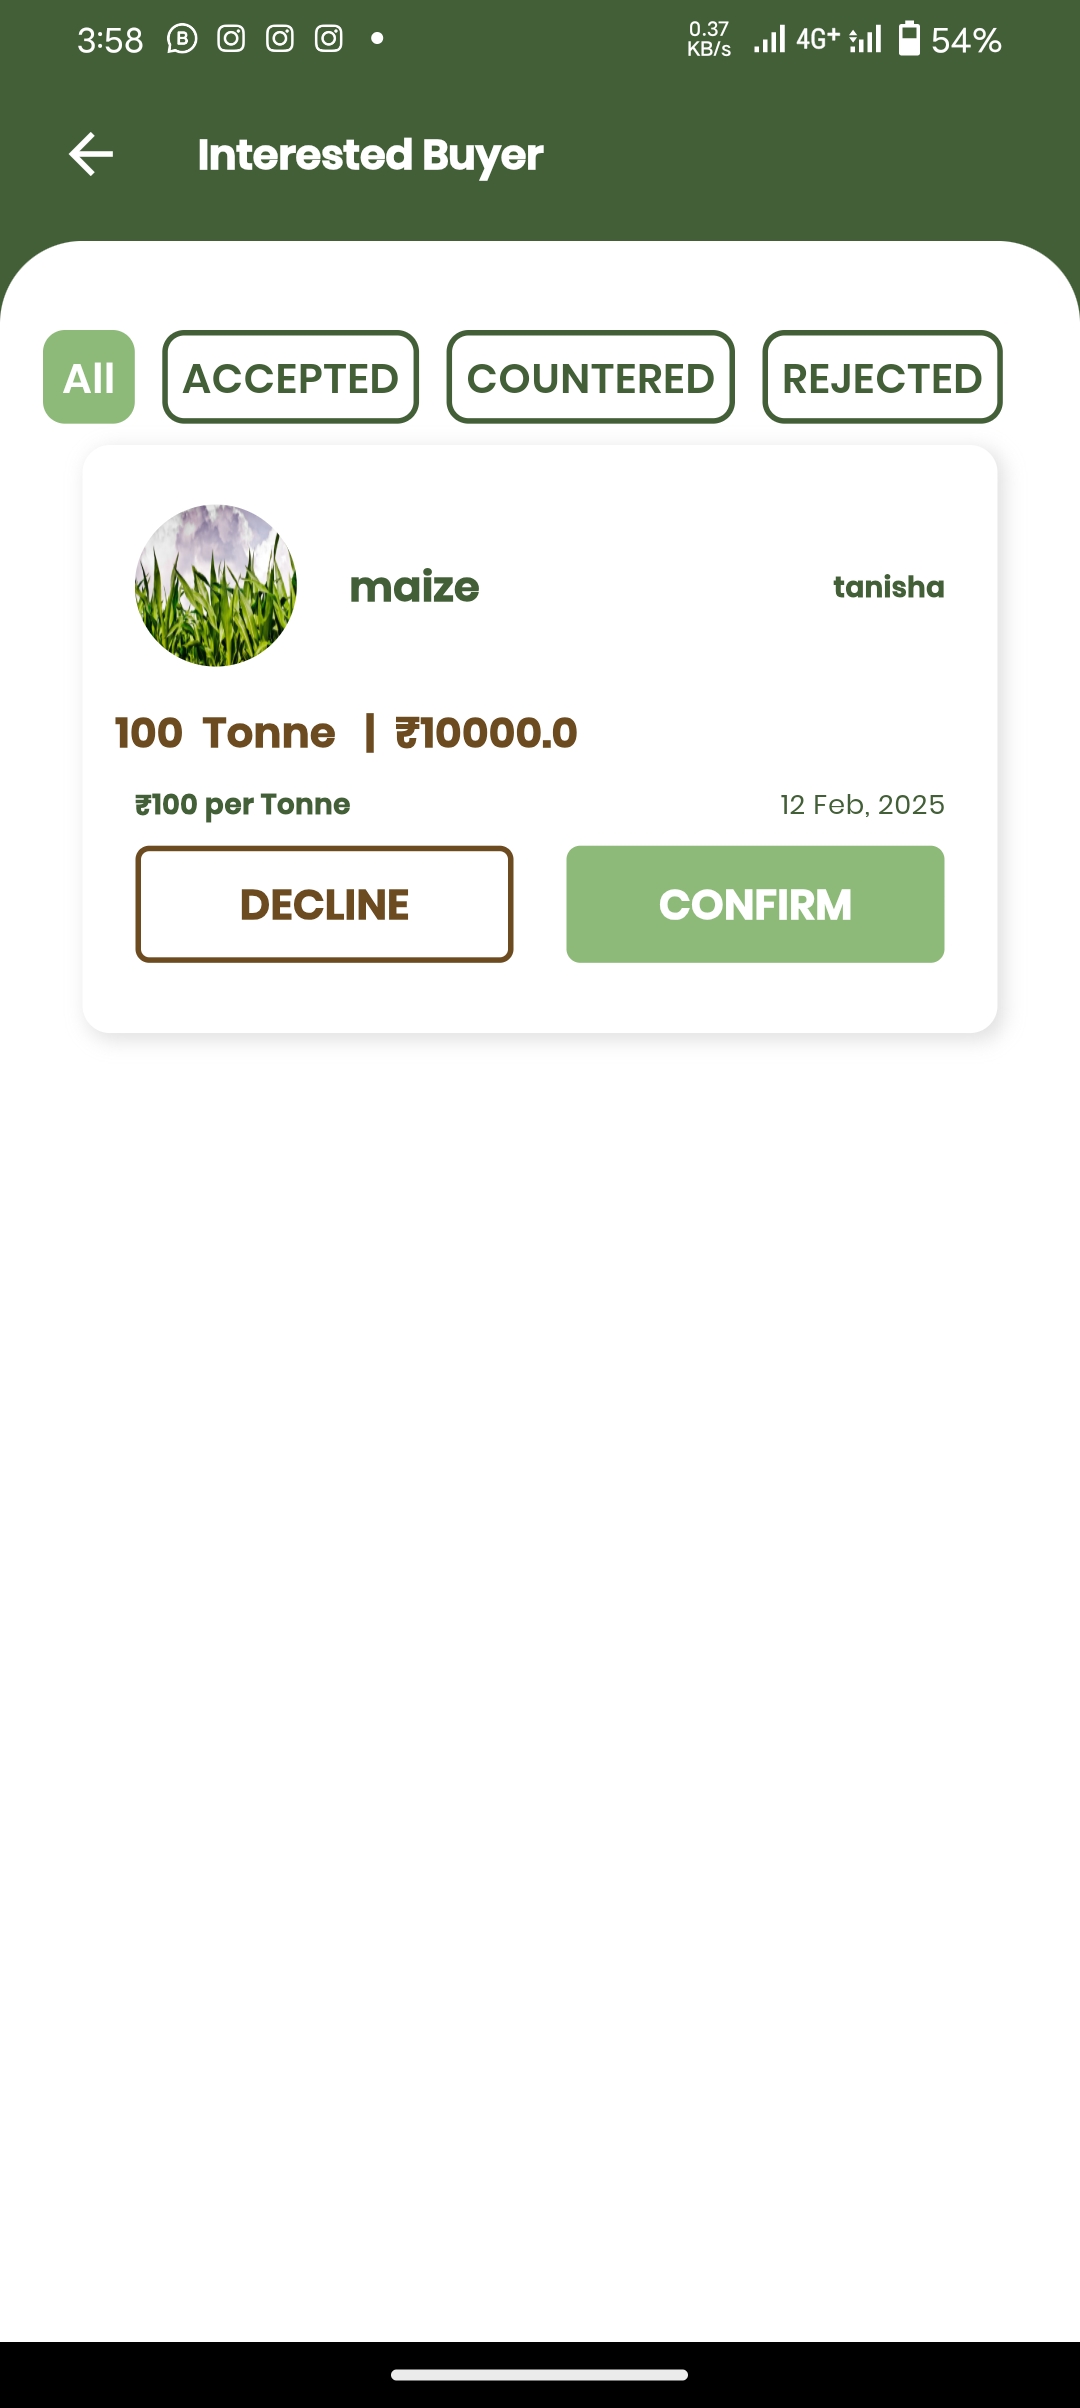 3:58 0.37 KB/s 4G+ 54%
Interested Buyer
All ACCEPTED COUNTERED REJECTED
maize tanisha
100 Tonne | ₹10000.0
₹100 per Tonne 12 Feb, 2025
DECLINE CONFIRM